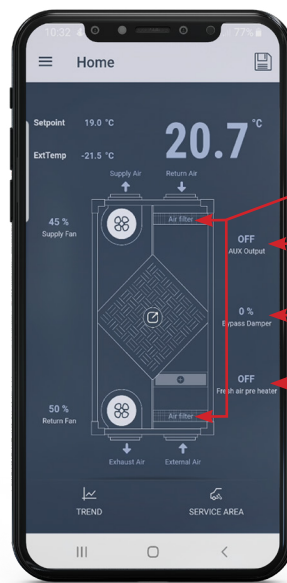 10:32
77%
Home
Setpoint 19.0 °C
20.7 °C
ExtTemp -21.5 °C
Supply Air Return Air
45 %
Supply Fan
Air filter
OFF
AUX Output
0 %
Bypass Damper
OFF
Fresh air pre heater
50 %
Return Fan
Air filter
Exhaust Air External Air
TREND SERVICE AREA